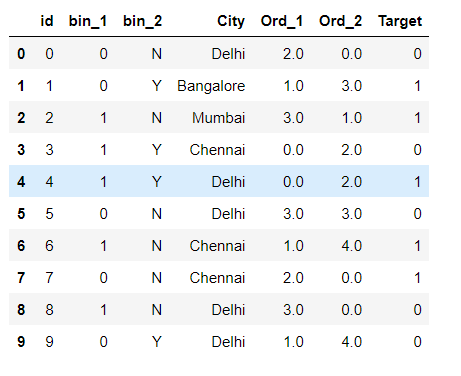 id bin_1 bin_2 City Ord_1 Ord_2 Target
0 0 0 N Delhi 2.0 0.0 0
1 1 0 Y Bangalore 1.0 3.0 1
2 2 1 N Mumbai 3.0 1.0 1
3 3 1 Y Chennai 0.0 2.0 0
4 4 1 Y Delhi 0.0 2.0 1
5 5 0 N Delhi 3.0 3.0 0
6 6 1 N Chennai 1.0 4.0 1
7 7 0 N Chennai 2.0 0.0 1
8 8 1 N Delhi 3.0 0.0 0
9 9 0 Y Delhi 1.0 4.0 0